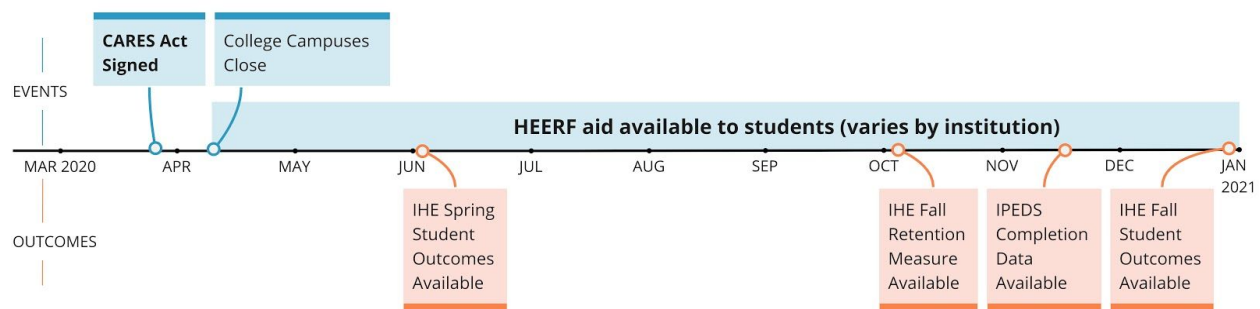 CARES Act
Signed
College Campuses
Close
EVENTS
HEERF aid available to students (varies by institution)
MAR 2020
APR
MAY
JUN
JUL
AUG
SEP
OCT
NOV
DEC
JAN
2021
OUTCOMES
IHE Spring
Student
Outcomes
Available
IHE Fall
Retention
Measure
Available
IPEDS
Completion
Data
Available
IHE Fall
Student
Outcomes
Available